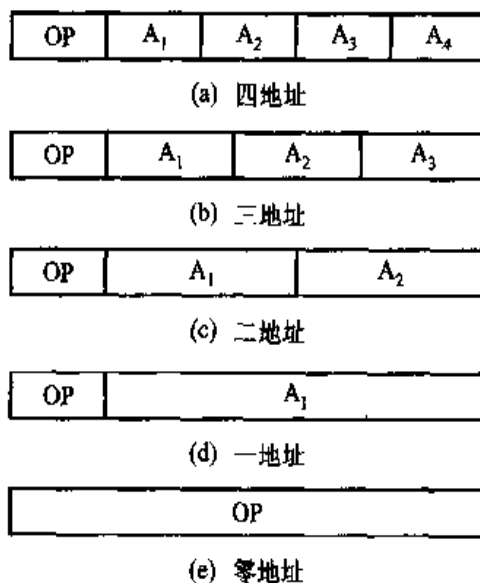 OP A₁ A₂ A₃ A₄
(a) 四地址
OP A₁ A₂ A₃
(b) 三地址
OP A₁ A₂
(c) 二地址
OP A₁
(d) 一地址
OP
(e) 零地址